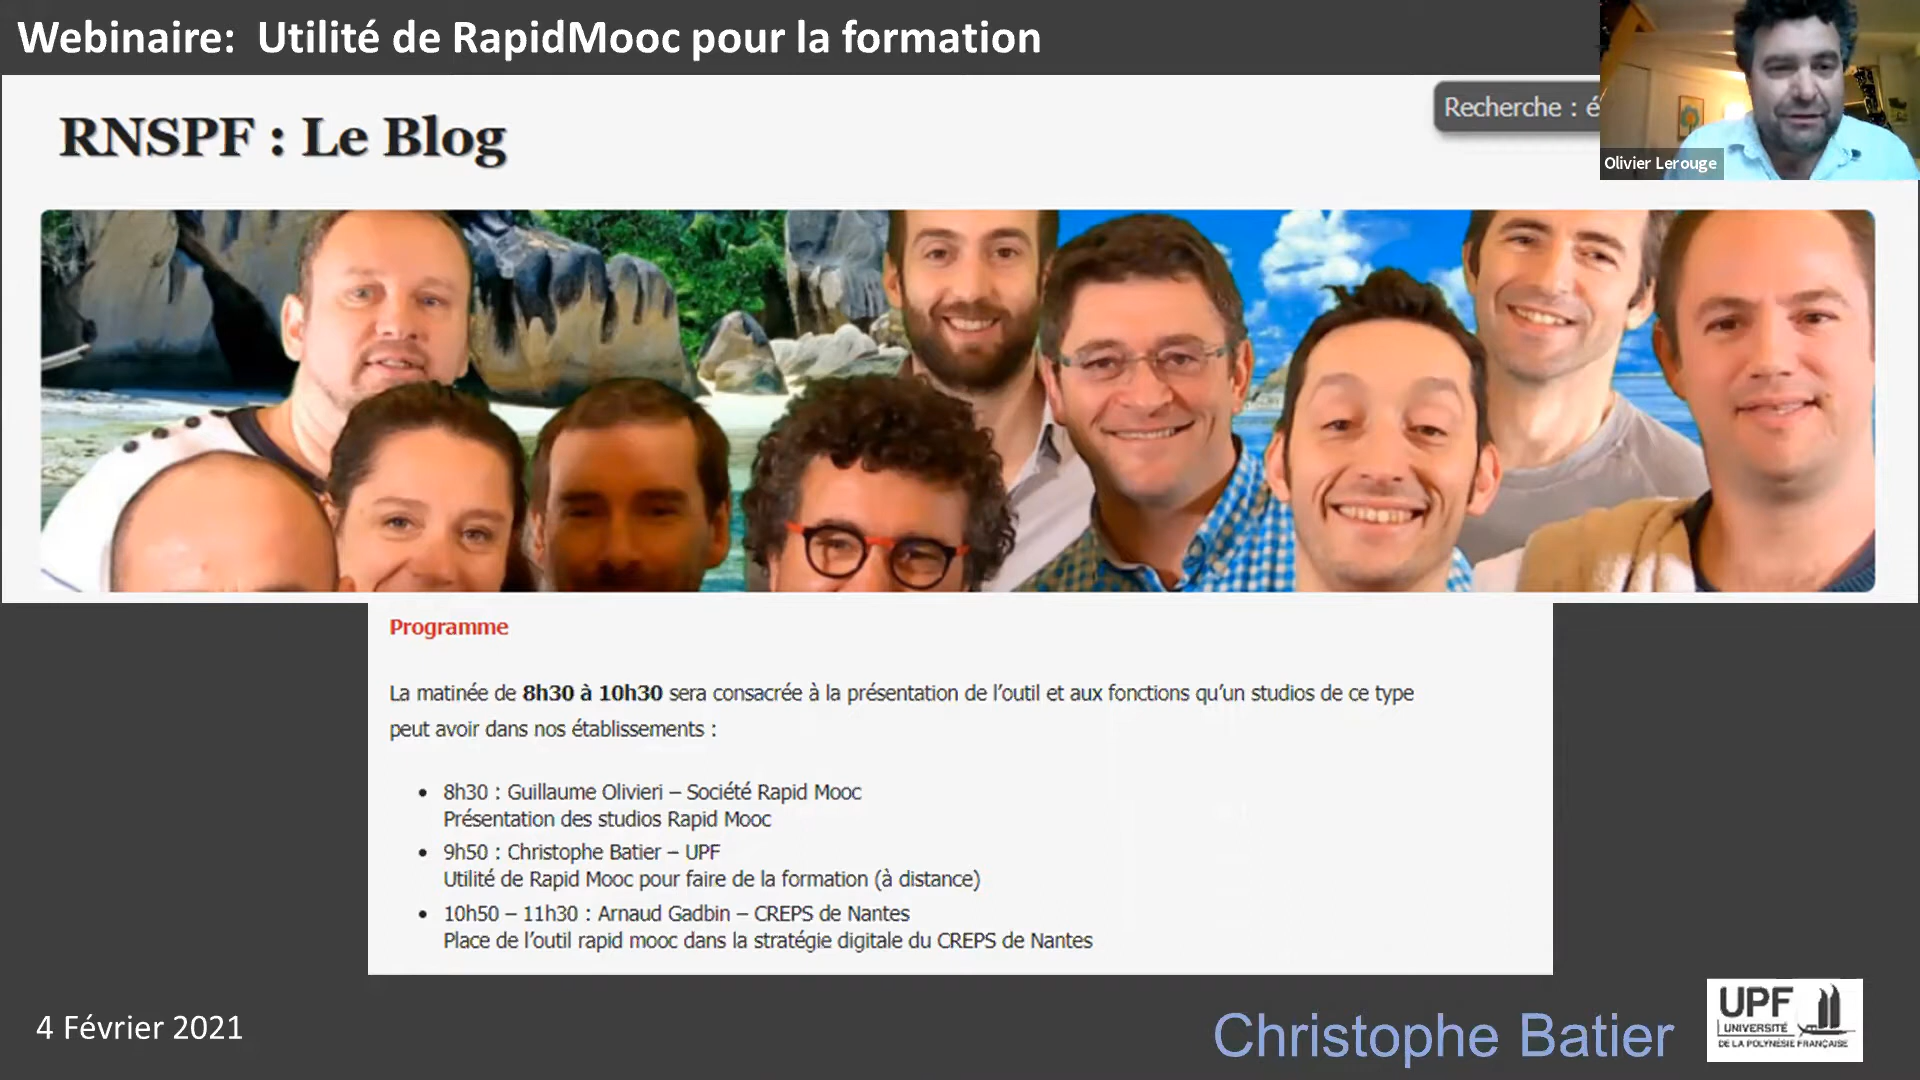 Webinaire: Utilité de RapidMooc pour la formation
RNSPF : Le Blog
Recherche : é
Olivier Lerouge
Programme
La matinée de 8h30 à 10h30 sera consacrée à la présentation de l'outil et aux fonctions qu'un studios de ce type
peut avoir dans nos établissements :
• 8h30 : Guillaume Olivieri – Société Rapid Mooc
Présentation des studios Rapid Mooc
• 9h50 : Christophe Batier – UPF
Utilité de Rapid Mooc pour faire de la formation (à distance)
• 10h50 – 11h30 : Arnaud Gadbin – CREPS de Nantes
Place de l'outil rapid mooc dans la stratégie digitale du CREPS de Nantes
4 Février 2021
Christophe Batier
UPF
UNIVERSITÉ
DE LA POLYNÉSIE FRANÇAISE